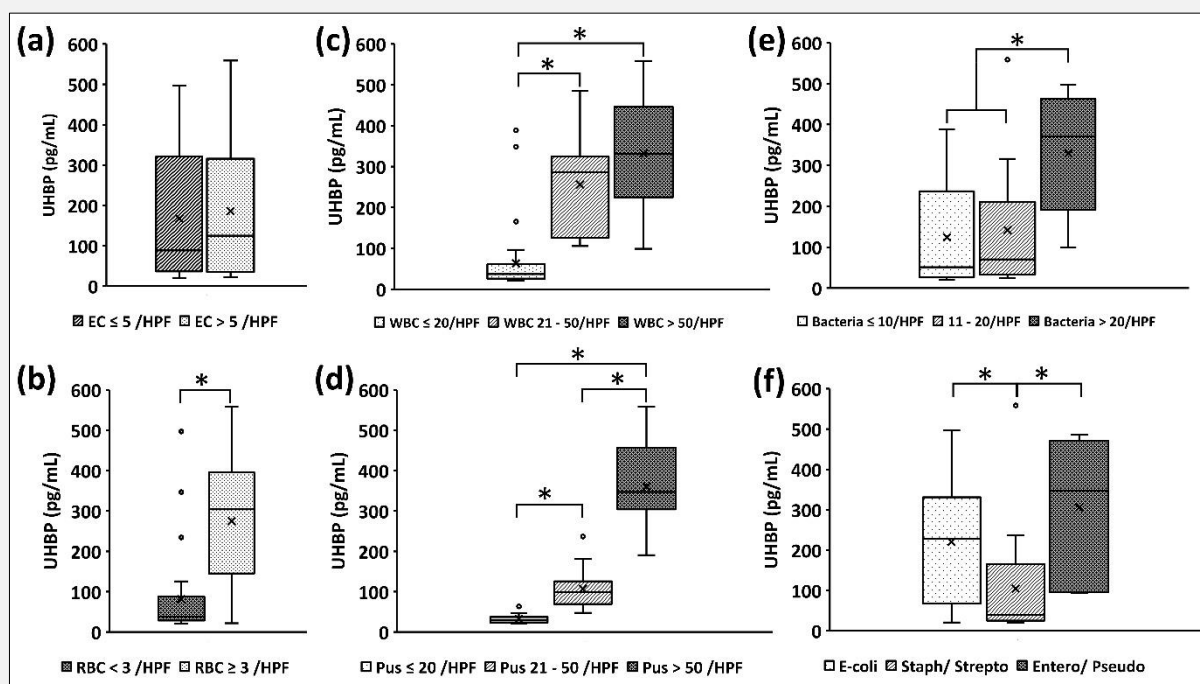 (a)
600
500
400
300
200
100
0
UHBP (pg/mL)
EC ≤ 5 /HPF EC > 5 /HPF
(c)
600
500
400
300
200
100
0
UHBP (pg/mL)
*
*
WBC ≤ 20/HPF WBC 21 - 50/HPF WBC > 50/HPF
(e)
600
500
400
300
200
100
0
UHBP (pg/mL)
*
Bacteria ≤ 10/HPF 11 - 20/HPF Bacteria > 20/HPF
(b)
600
500
400
300
200
100
0
UHBP (pg/mL)
*
RBC < 3 /HPF RBC ≥ 3 /HPF
(d)
600
500
400
300
200
100
0
UHBP (pg/mL)
*
*
*
Pus ≤ 20 /HPF Pus 21 - 50 /HPF Pus > 50 /HPF
(f)
600
500
400
300
200
100
0
UHBP (pg/mL)
* *
E-coli Staph/ Strepto Entero/ Pseudo